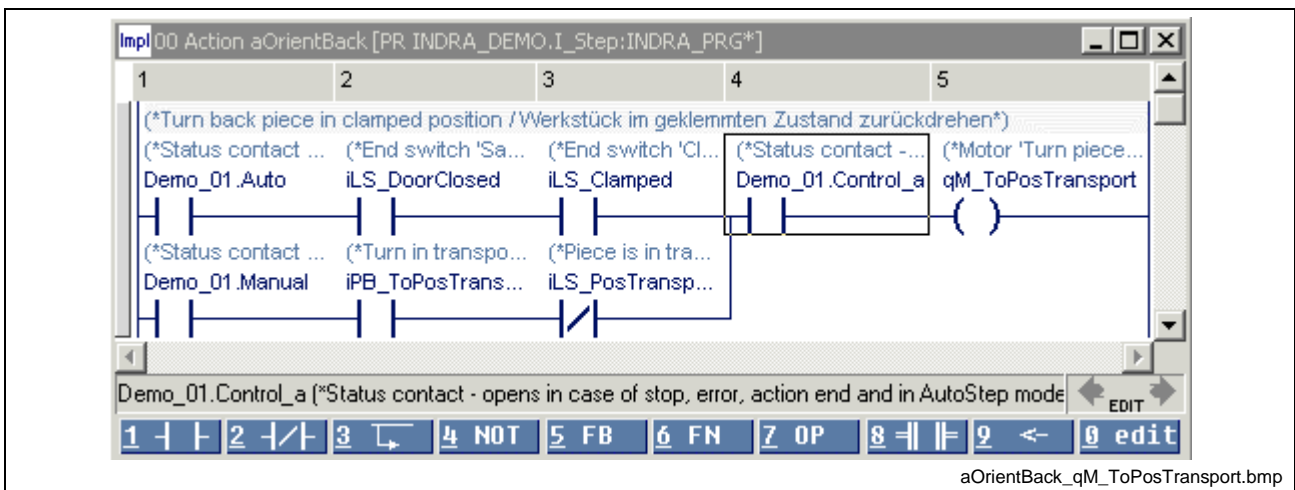 Impl 00 Action aOrientBack [PR INDRA_DEMO.I_Step:INDRA_PRG*]
1 2 3 4 5
(*Turn back piece in clamped position / Werkstück im geklemmten Zustand zurückdrehen*)
(*Status contact ... (*End switch 'Sa... (*End switch 'Cl... (*Status contact -... (*Motor 'Turn piece...
Demo_01.Auto iLS_DoorClosed iLS_Clamped Demo_01.Control_a qM_ToPosTransport
(*Status contact ... (*Turn in transpo... (*Piece is in tra...
Demo_01.Manual iPB_ToPosTrans... iLS_PosTransp...
Demo_01.Control_a (*Status contact - opens in case of stop, error, action end and in AutoStep mode EDIT
1 2 3 4 NOT 5 FB 6 FN 7 OP 8 9 <- 0 edit
aOrientBack_qM_ToPosTransport.bmp